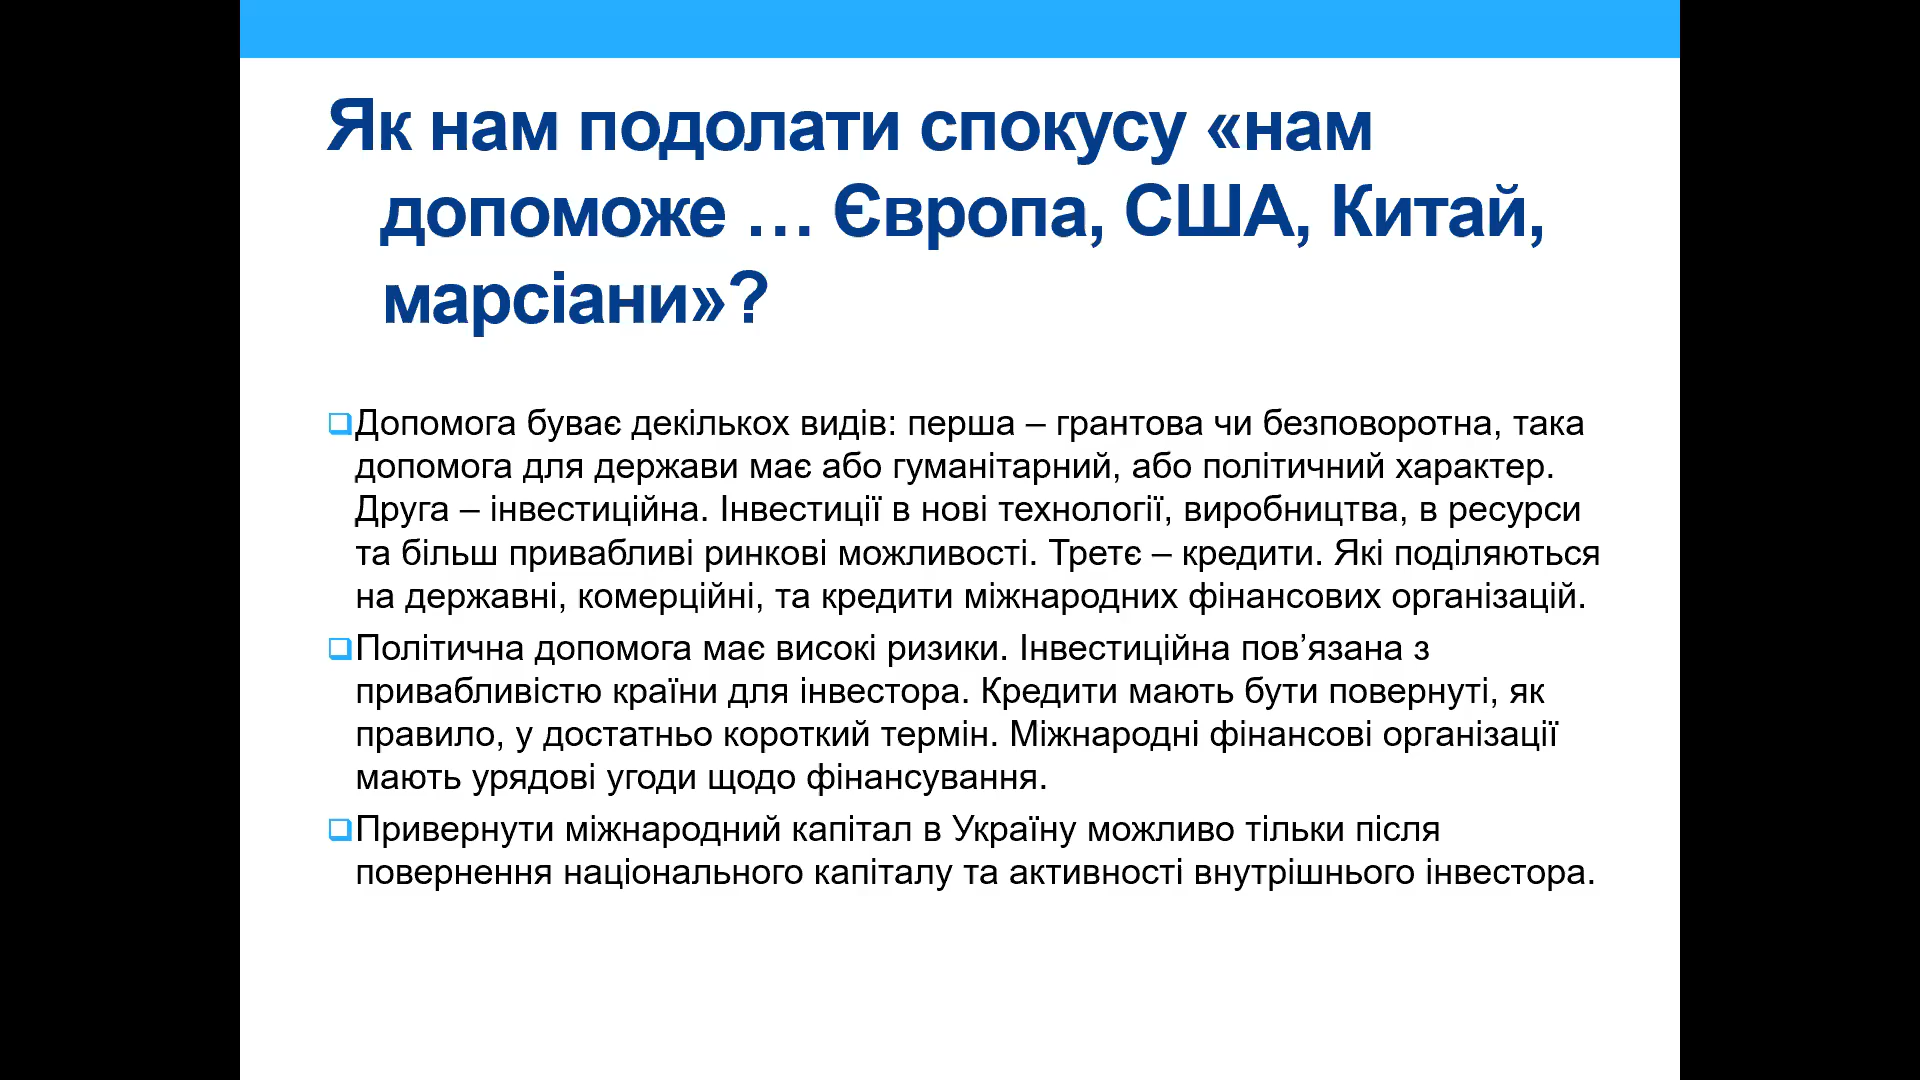 Як нам подолати спокусу «нам
допоможе … Європа, США, Китай,
марсіани»?
Допомога буває декількох видів: перша – грантова чи безповоротна, така
допомога для держави має або гуманітарний, або політичний характер.
Друга – інвестиційна. Інвестиції в нові технології, виробництва, в ресурси
та більш привабливі ринкові можливості. Третє – кредити. Які поділяються
на державні, комерційні, та кредити міжнародних фінансових організацій.
Політична допомога має високі ризики. Інвестиційна пов’язана з
привабливістю країни для інвестора. Кредити мають бути повернуті, як
правило, у достатньо короткий термін. Міжнародні фінансові організації
мають урядові угоди щодо фінансування.
Привернути міжнародний капітал в Україну можливо тільки після
повернення національного капіталу та активності внутрішнього інвестора.